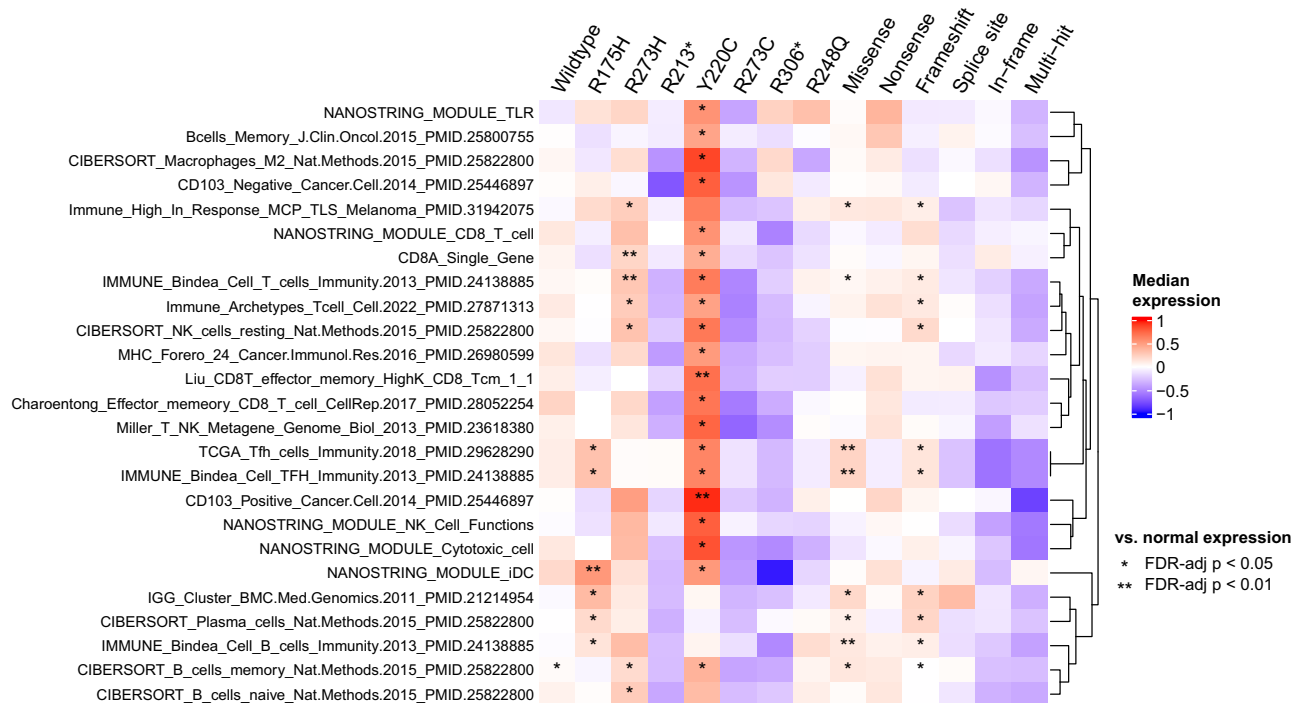 Wildtype
R175H
R273H
R213*
Y220C
R273C
R306*
R248Q
Missense
Nonsense
Frameshift
Splice site
In-frame
Multi-hit
NANOSTRING_MODULE_TLR *
Bcells_Memory_J.Clin.Oncol.2015_PMID.25800755 *
CIBERSORT_Macrophages_M2_Nat.Methods.2015_PMID.25822800 *
CD103_Negative_Cancer.Cell.2014_PMID.25446897 *
Immune_High_In_Response_MCP_TLS_Melanoma_PMID.31942075 * * *
NANOSTRING_MODULE_CD8_T_cell *
CD8A_Single_Gene ** *
IMMUNE_Bindea_Cell_T_cells_Immunity.2013_PMID.24138885 ** * * *
Immune_Archetypes_Tcell_Cell.2022_PMID.27871313 * * *
CIBERSORT_NK_cells_resting_Nat.Methods.2015_PMID.25822800 * * *
MHC_Forero_24_Cancer.Immunol.Res.2016_PMID.26980599 *
Liu_CD8T_effector_memory_HighK_CD8_Tcm_1_1 **
Charoentong_Effector_memeory_CD8_T_cell_CellRep.2017_PMID.28052254 *
Miller_T_NK_Metagene_Genome_Biol_2013_PMID.23618380 *
TCGA_Tfh_cells_Immunity.2018_PMID.29628290 * * ** *
IMMUNE_Bindea_Cell_TFH_Immunity.2013_PMID.24138885 * * ** *
CD103_Positive_Cancer.Cell.2014_PMID.25446897 **
NANOSTRING_MODULE_NK_Cell_Functions *
NANOSTRING_MODULE_Cytotoxic_cell *
NANOSTRING_MODULE_iDC ** *
IGG_Cluster_BMC.Med.Genomics.2011_PMID.21214954 * * *
CIBERSORT_Plasma_cells_Nat.Methods.2015_PMID.25822800 * * *
IMMUNE_Bindea_Cell_B_cells_Immunity.2013_PMID.24138885 * ** *
CIBERSORT_B_cells_memory_Nat.Methods.2015_PMID.25822800 * * * * *
CIBERSORT_B_cells_naive_Nat.Methods.2015_PMID.25822800 *
Median
expression
1
0.5
0
−0.5
−1
vs. normal expression
* FDR-adj p < 0.05
** FDR-adj p < 0.01